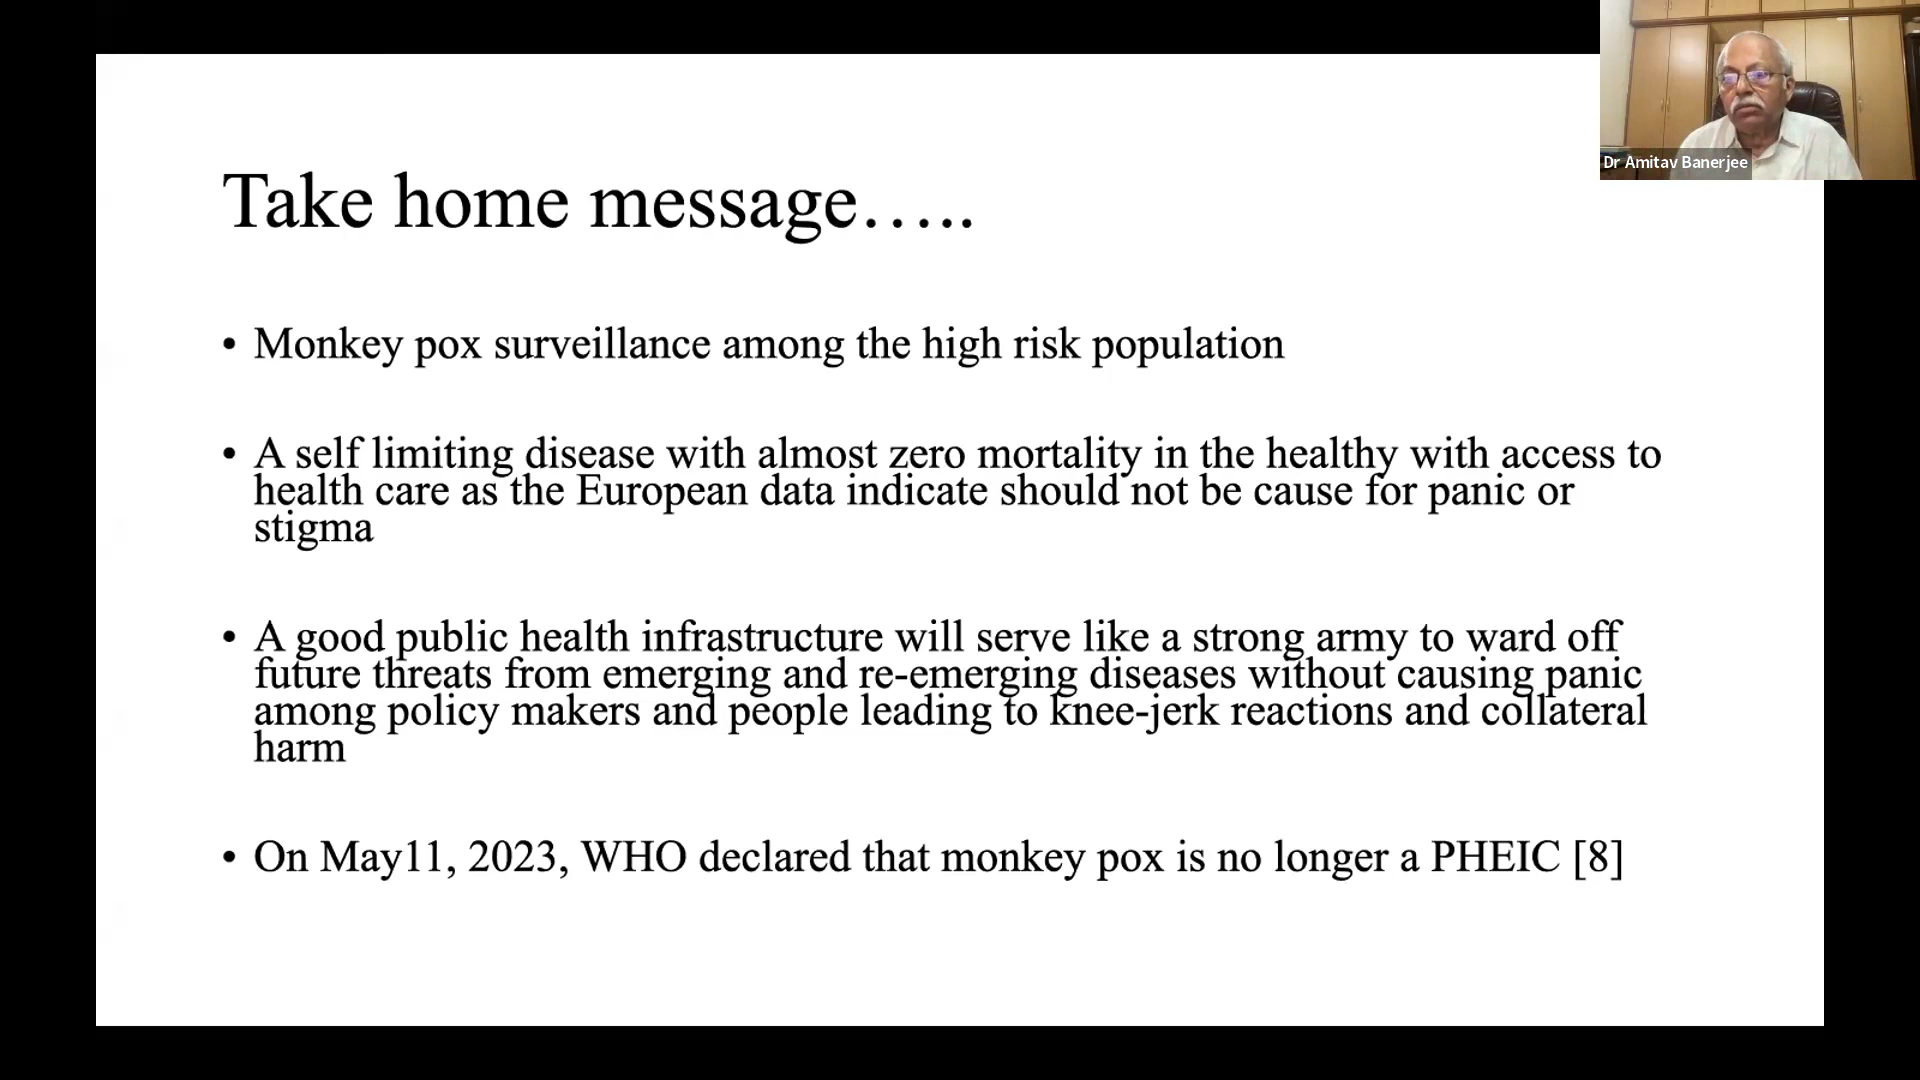 Dr Amitav Banerjee
Take home message…..
• Monkey pox surveillance among the high risk population
• A self limiting disease with almost zero mortality in the healthy with access to
health care as the European data indicate should not be cause for panic or
stigma
• A good public health infrastructure will serve like a strong army to ward off
future threats from emerging and re-emerging diseases without causing panic
among policy makers and people leading to knee-jerk reactions and collateral
harm
• On May11, 2023, WHO declared that monkey pox is no longer a PHEIC [8]